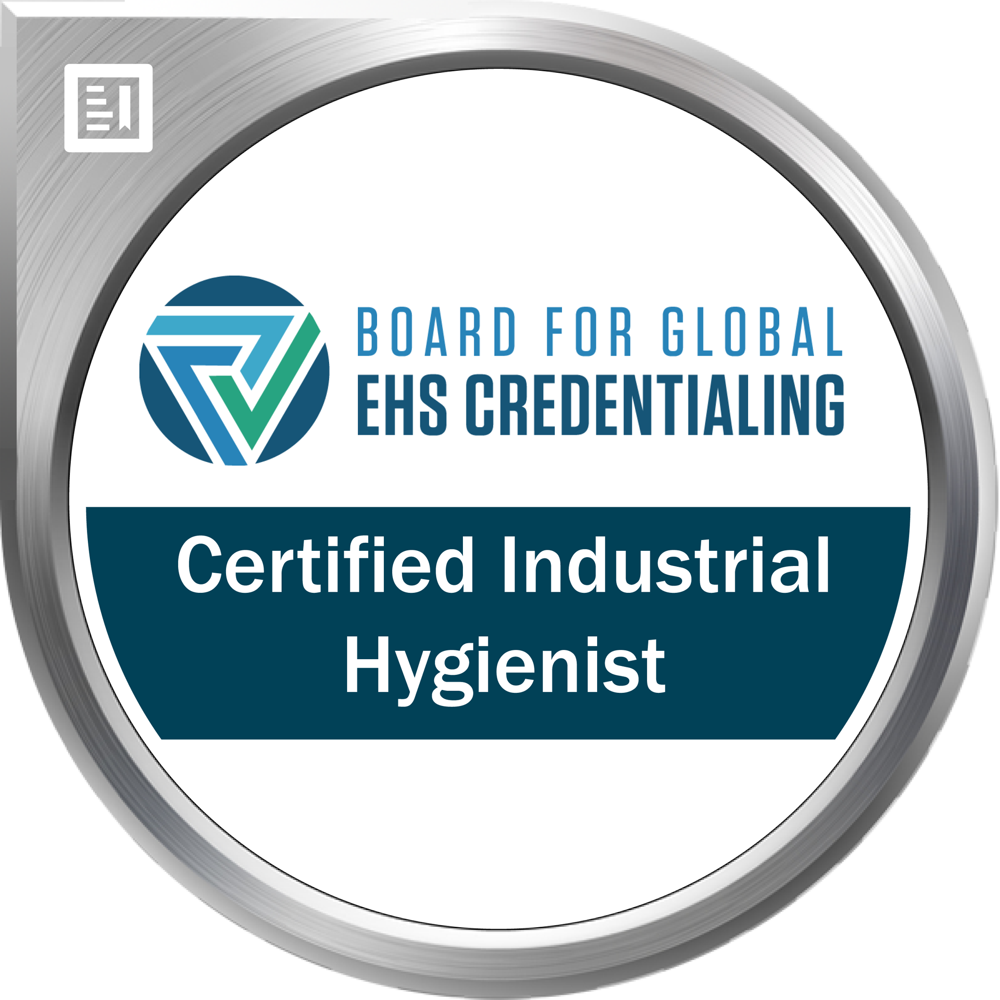 BOARD FOR GLOBAL
EHS CREDENTIALING
Certified Industrial
Hygienist